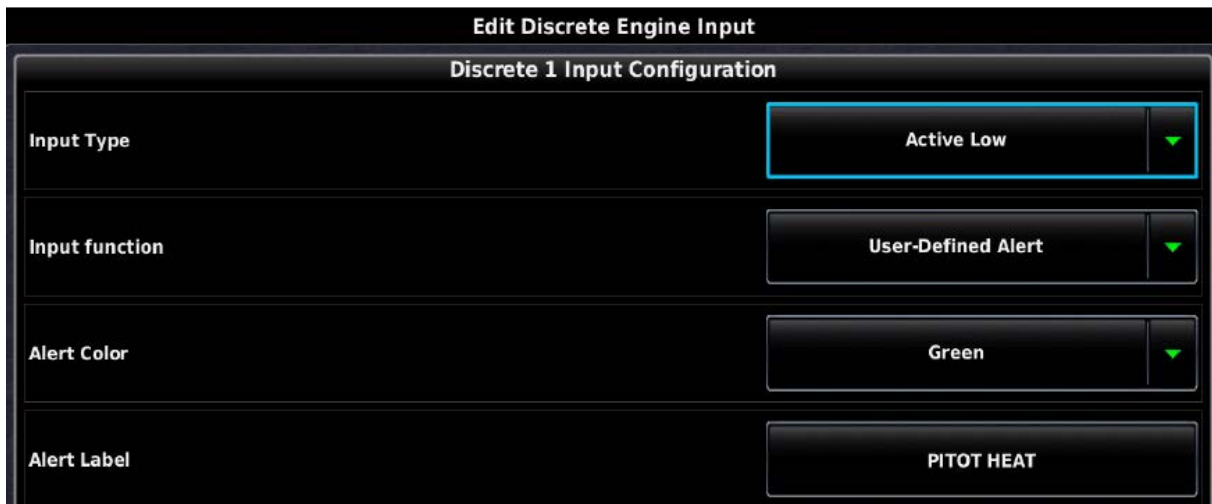 Edit Discrete Engine Input
Discrete 1 Input Configuration
Input Type
Active Low
Input function
User-Defined Alert
Alert Color
Green
Alert Label
PITOT HEAT